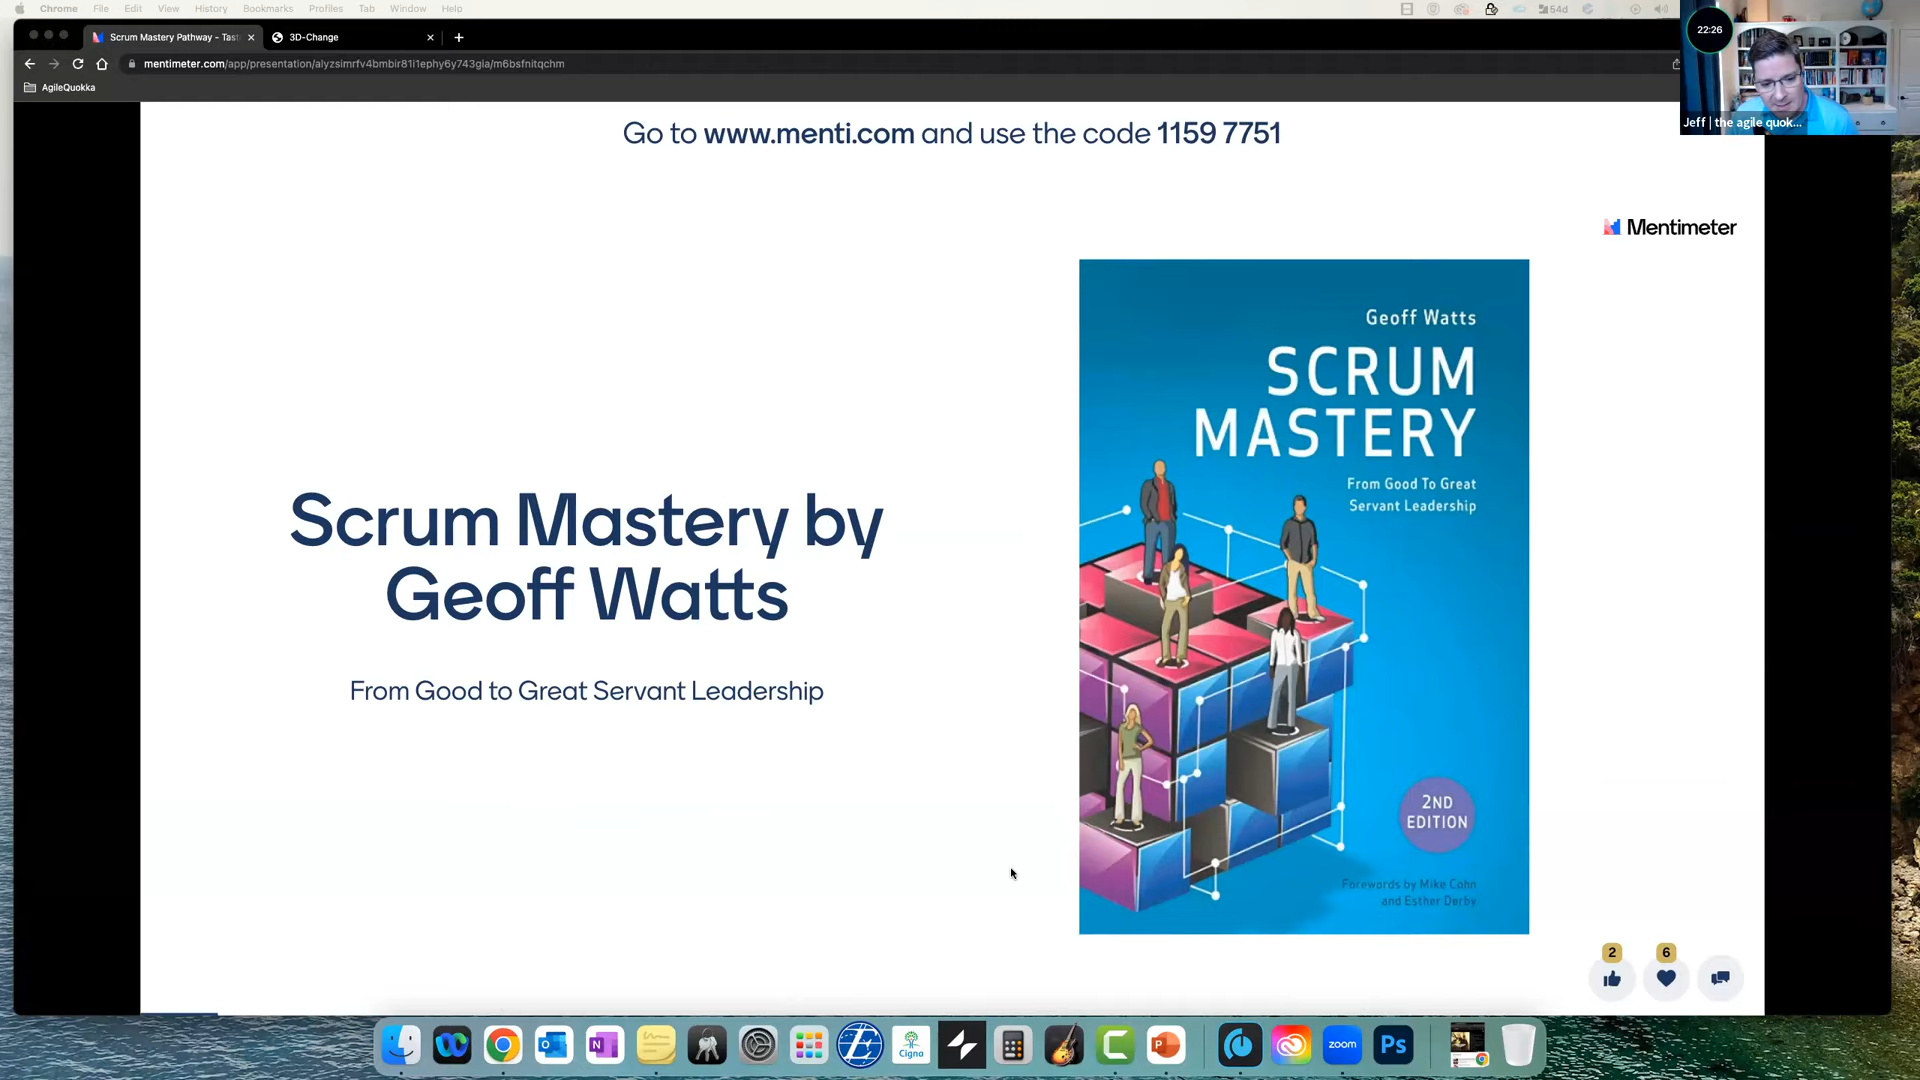 Chrome File Edit View History Bookmarks Profiles Tab Window Help
54d
Scrum Mastery Pathway - Tast
3D-Change
mentimeter.com/app/presentation/alyzsimrfv4bmbir81i1ephy6y743gia/m6bsfnitqchm
AgileQuokka
22:26
Jeff | the agile quok...
Go to www.menti.com and use the code 1159 7751
Mentimeter
Scrum Mastery by
Geoff Watts
From Good to Great Servant Leadership
Geoff Watts
SCRUM
MASTERY
From Good To Great
Servant Leadership
2ND
EDITION
Forewords by Mike Cohn
and Esther Derby
2
6
Cigna
zoom
Ps